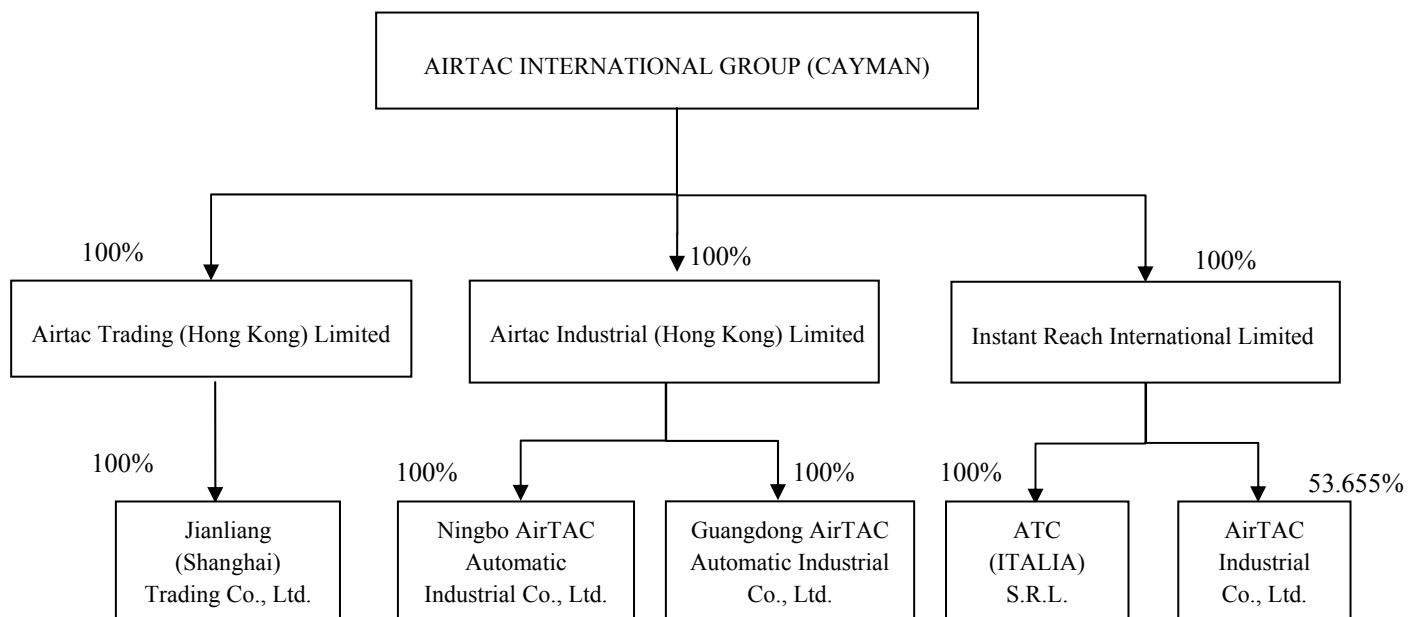 AIRTAC INTERNATIONAL GROUP (CAYMAN)
100%
100%
100%
Airtac Trading (Hong Kong) Limited
Airtac Industrial (Hong Kong) Limited
Instant Reach International Limited
100%
100%
100%
100%
53.655%
Jianliang
(Shanghai)
Trading Co., Ltd.
Ningbo AirTAC
Automatic
Industrial Co., Ltd.
Guangdong AirTAC
Automatic Industrial
Co., Ltd.
ATC
(ITALIA)
S.R.L.
AirTAC
Industrial
Co., Ltd.